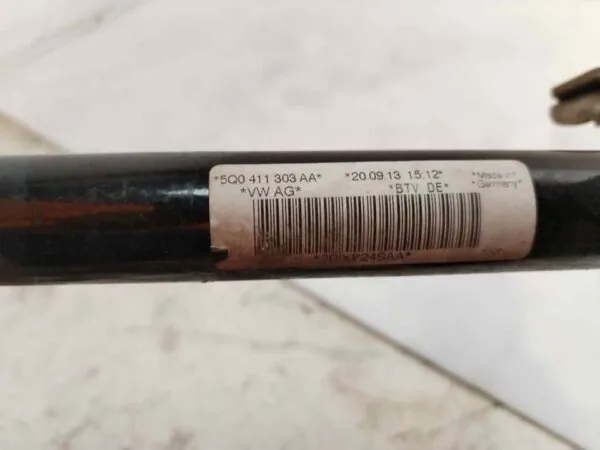 *5Q0 411 303 AA* *20.09.13 15:12* *Made in*
*VW AG* *BTV DE* *Germany*